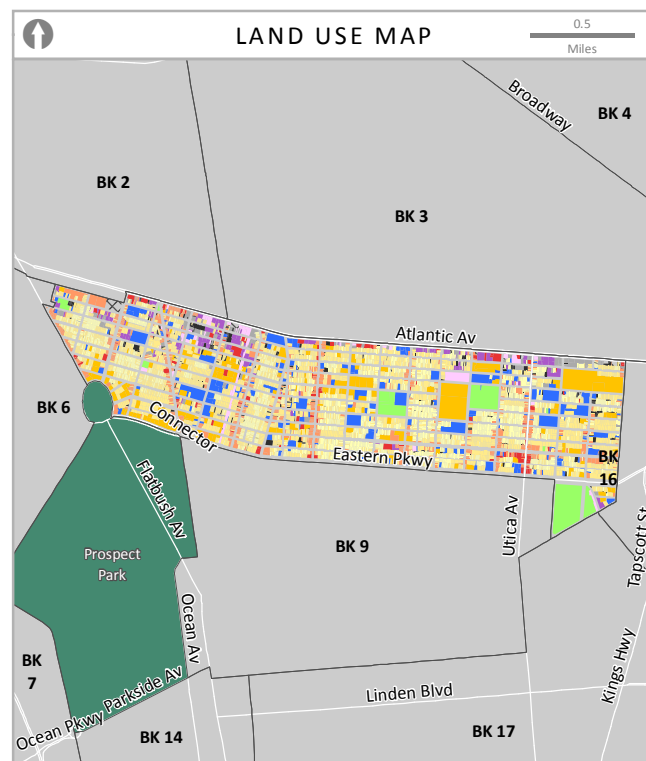 LAND USE MAP
0.5
Miles
Broadway
BK 4
BK 2
BK 3
Atlantic Av
BK 6
Connector
Eastern Pkwy
BK
16
Flatbush Av
Utica Av
Tapscott St
Prospect
Park
BK 9
Ocean Av
BK
7
Kings Hwy
Parkside Av
Linden Blvd
Ocean Pkwy
BK 14
BK 17